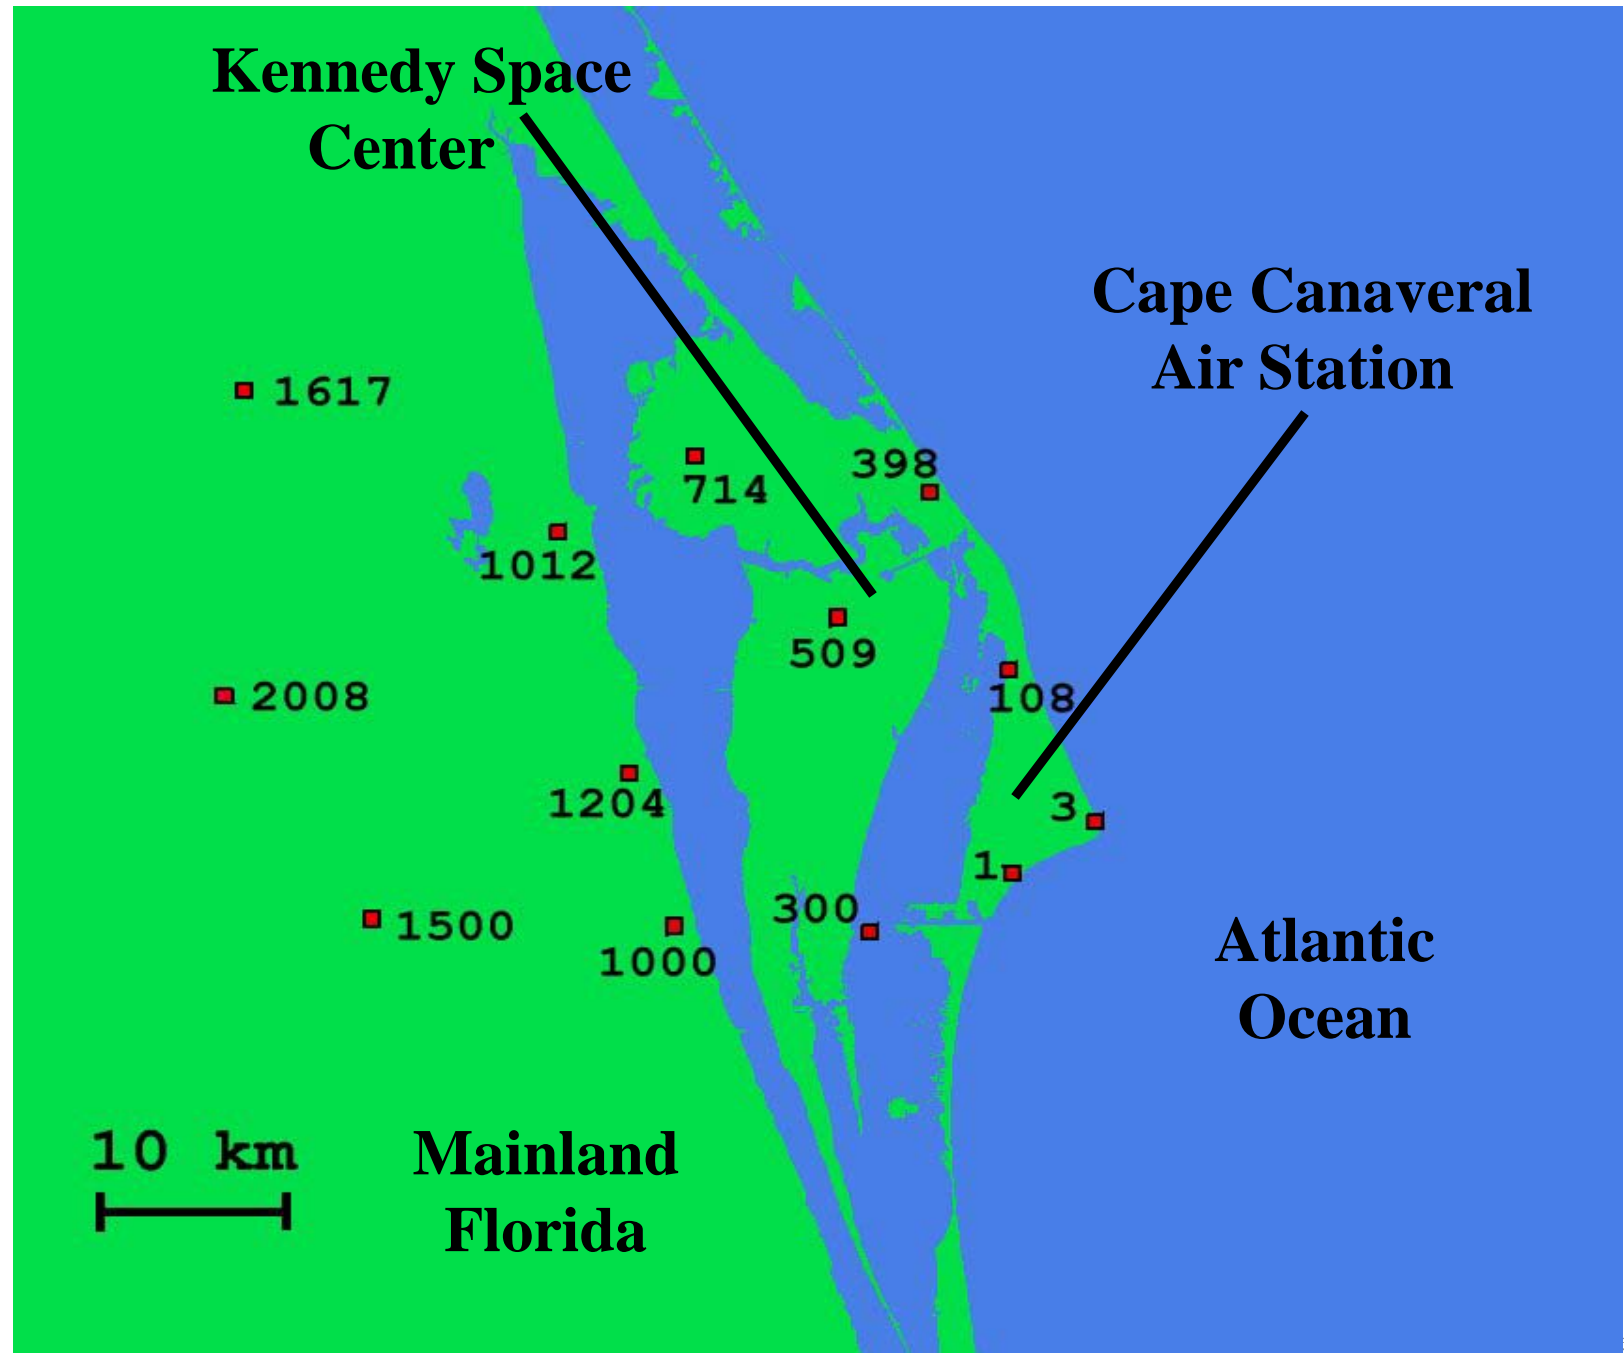 Kennedy Space
Center
Cape Canaveral
Air Station
1617
398
714
1012
509
2008
108
1204
3
1
300
1500
1000
Atlantic
Ocean
10 km
Mainland
Florida